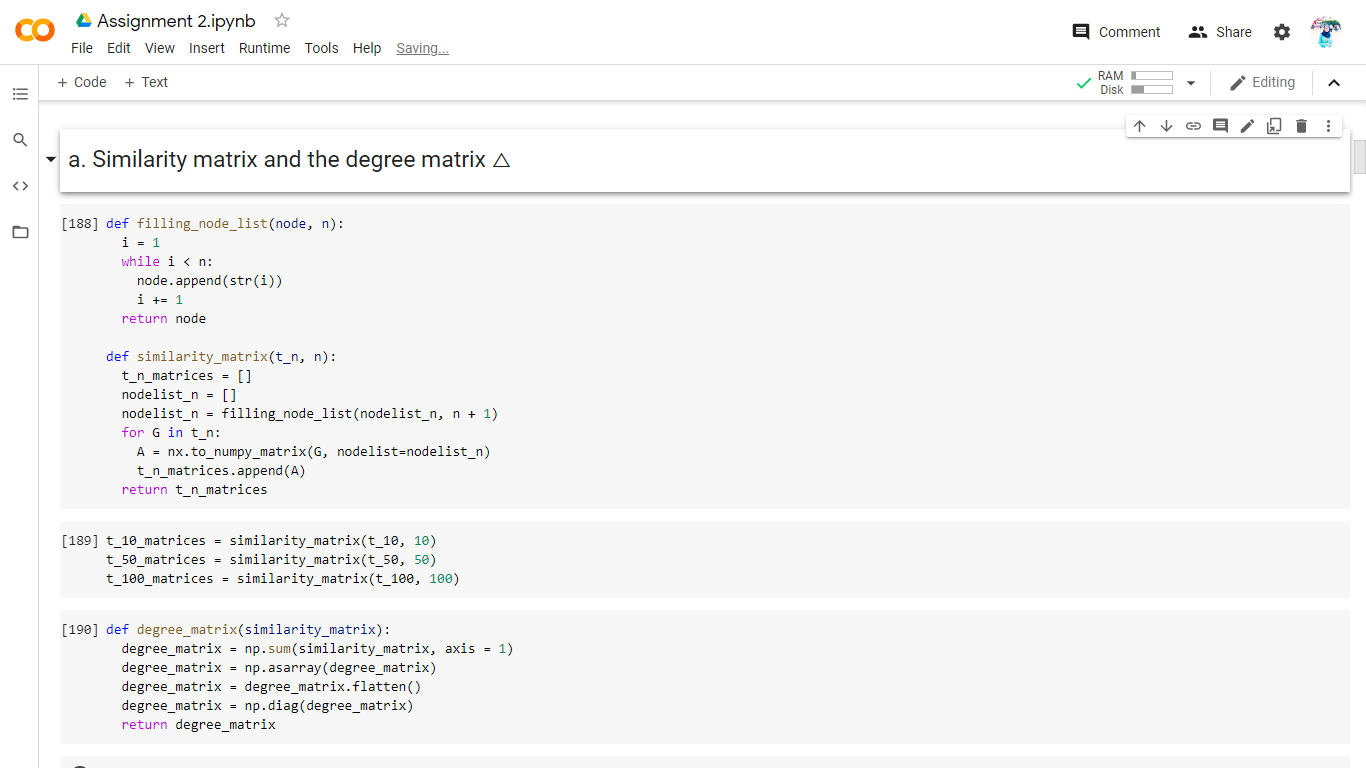 Assignment 2.ipynb
File Edit View Insert Runtime Tools Help Saving...
Comment Share
+ Code + Text
RAM
Disk
Editing
a. Similarity matrix and the degree matrix △
[188] def filling_node_list(node, n):
  i = 1
  while i < n:
    node.append(str(i))
    i += 1
  return node
def similarity_matrix(t_n, n):
  t_n_matrices = []
  nodelist_n = []
  nodelist_n = filling_node_list(nodelist_n, n + 1)
  for G in t_n:
    A = nx.to_numpy_matrix(G, nodelist=nodelist_n)
    t_n_matrices.append(A)
  return t_n_matrices
[189] t_10_matrices = similarity_matrix(t_10, 10)
t_50_matrices = similarity_matrix(t_50, 50)
t_100_matrices = similarity_matrix(t_100, 100)
[190] def degree_matrix(similarity_matrix):
  degree_matrix = np.sum(similarity_matrix, axis = 1)
  degree_matrix = np.asarray(degree_matrix)
  degree_matrix = degree_matrix.flatten()
  degree_matrix = np.diag(degree_matrix)
  return degree_matrix